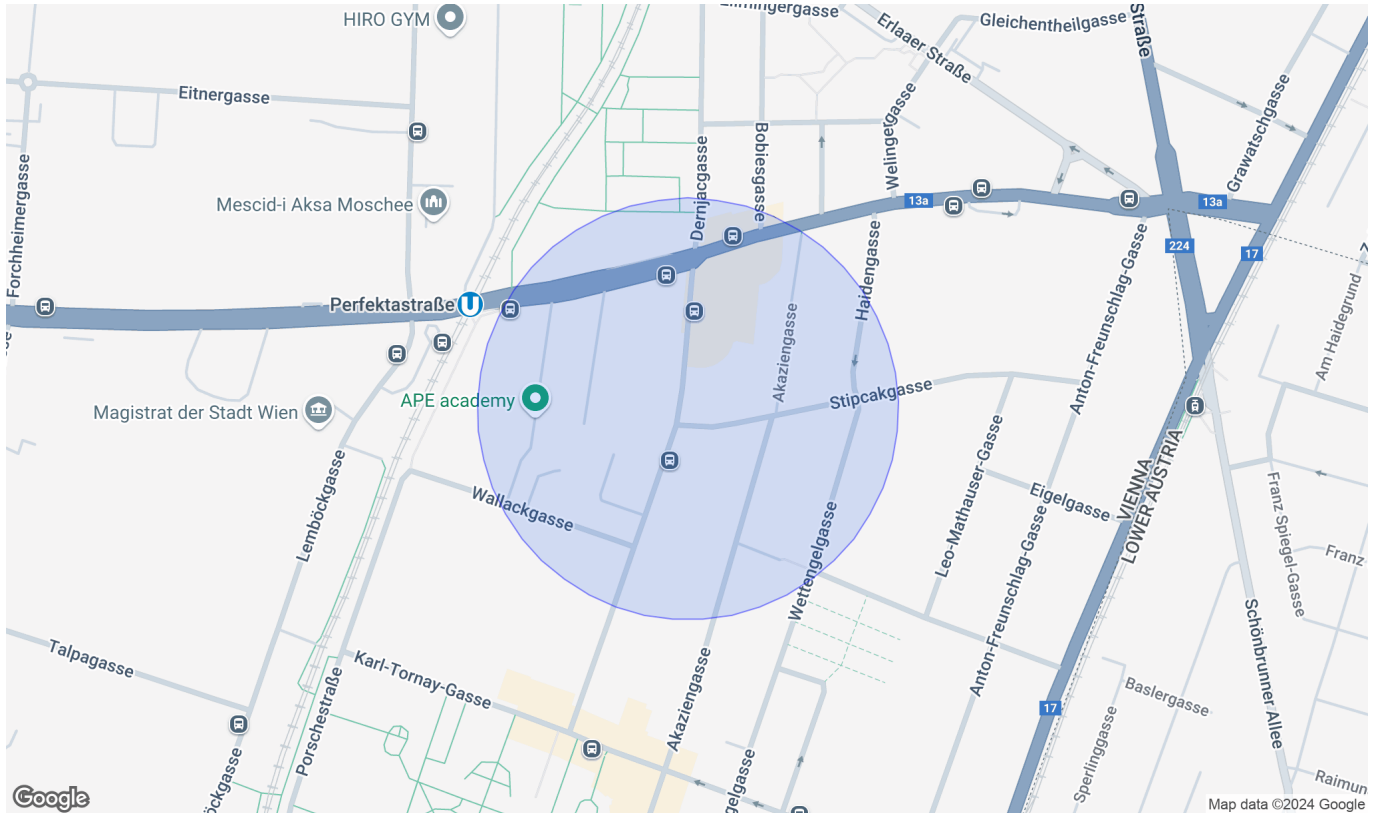 HIRO GYM
Erlaaer Straße
Gleichentheilgasse
Straße
Eitnergasse
Grawatschgasse
Forchheimergasse
Mescid-i Aksa Moschee
Dernjacgasse
Bobiesgasse
Welingergasse
13a
13a
224
17
Perfektastraße
U
Haidengasse
Akaziengasse
Anton-Freunschlag-Gasse
Am Haidegrund
APE academy
Stipcakgasse
Magistrat der Stadt Wien
Lemböckgasse
Wallackgasse
Leo-Mathauser-Gasse
Eigelgasse
VIENNA
LOWER AUSTRIA
Franz-Spiegel-Gasse
Franz
Wettengelgasse
Anton-Freunschlag-Gasse
Schönbrunner Allee
Talpagasse
Karl-Tornay-Gasse
Porschestraße
Akaziengasse
17
Baslergasse
Sperlinggasse
Raimun
Google
Map data ©2024 Google